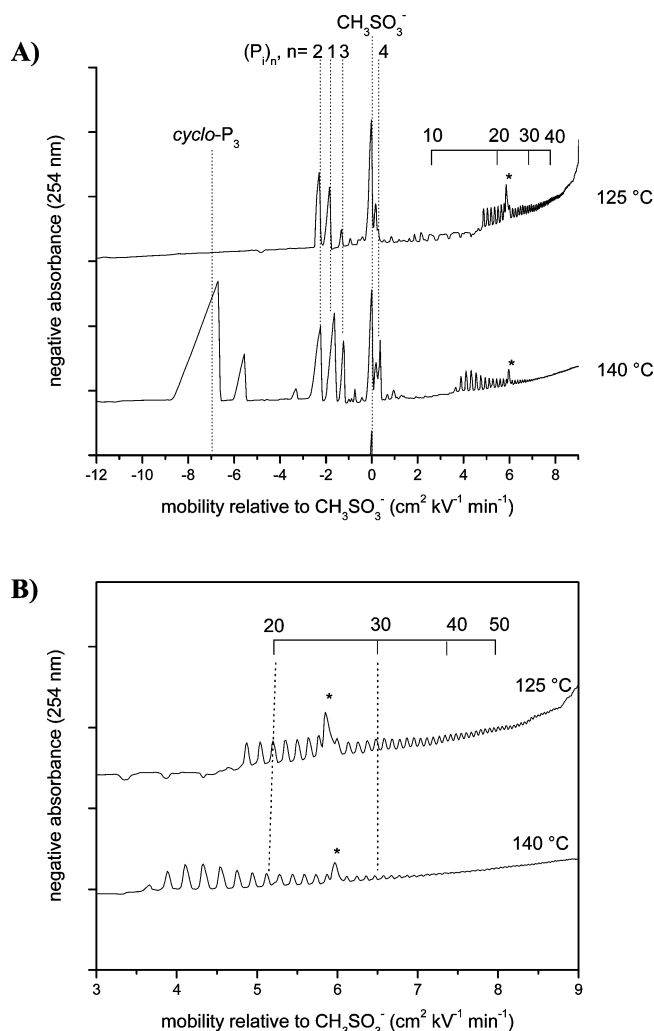 A)
CH₃SO₃⁻
(Pᵢ)ₙ, n= 2 1 3 4
cyclo-P₃
10 20 30 40
*
125 °C
*
140 °C
negative absorbance (254 nm)
-12 -10 -8 -6 -4 -2 0 2 4 6 8
mobility relative to CH₃SO₃⁻ (cm² kV⁻¹ min⁻¹)
B)
20 30 40 50
125 °C
*
140 °C
*
negative absorbance (254 nm)
3 4 5 6 7 8 9
mobility relative to CH₃SO₃⁻ (cm² kV⁻¹ min⁻¹)